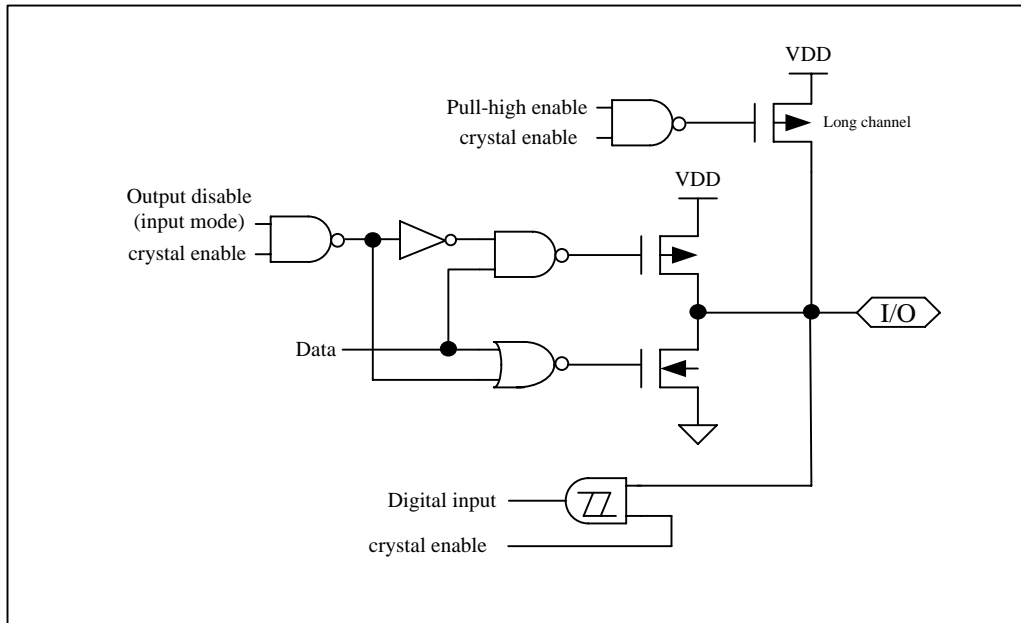 VDD
Pull-high enable
Long channel
crystal enable
VDD
Output disable
(input mode)
crystal enable
I/O
Data
Digital input
crystal enable